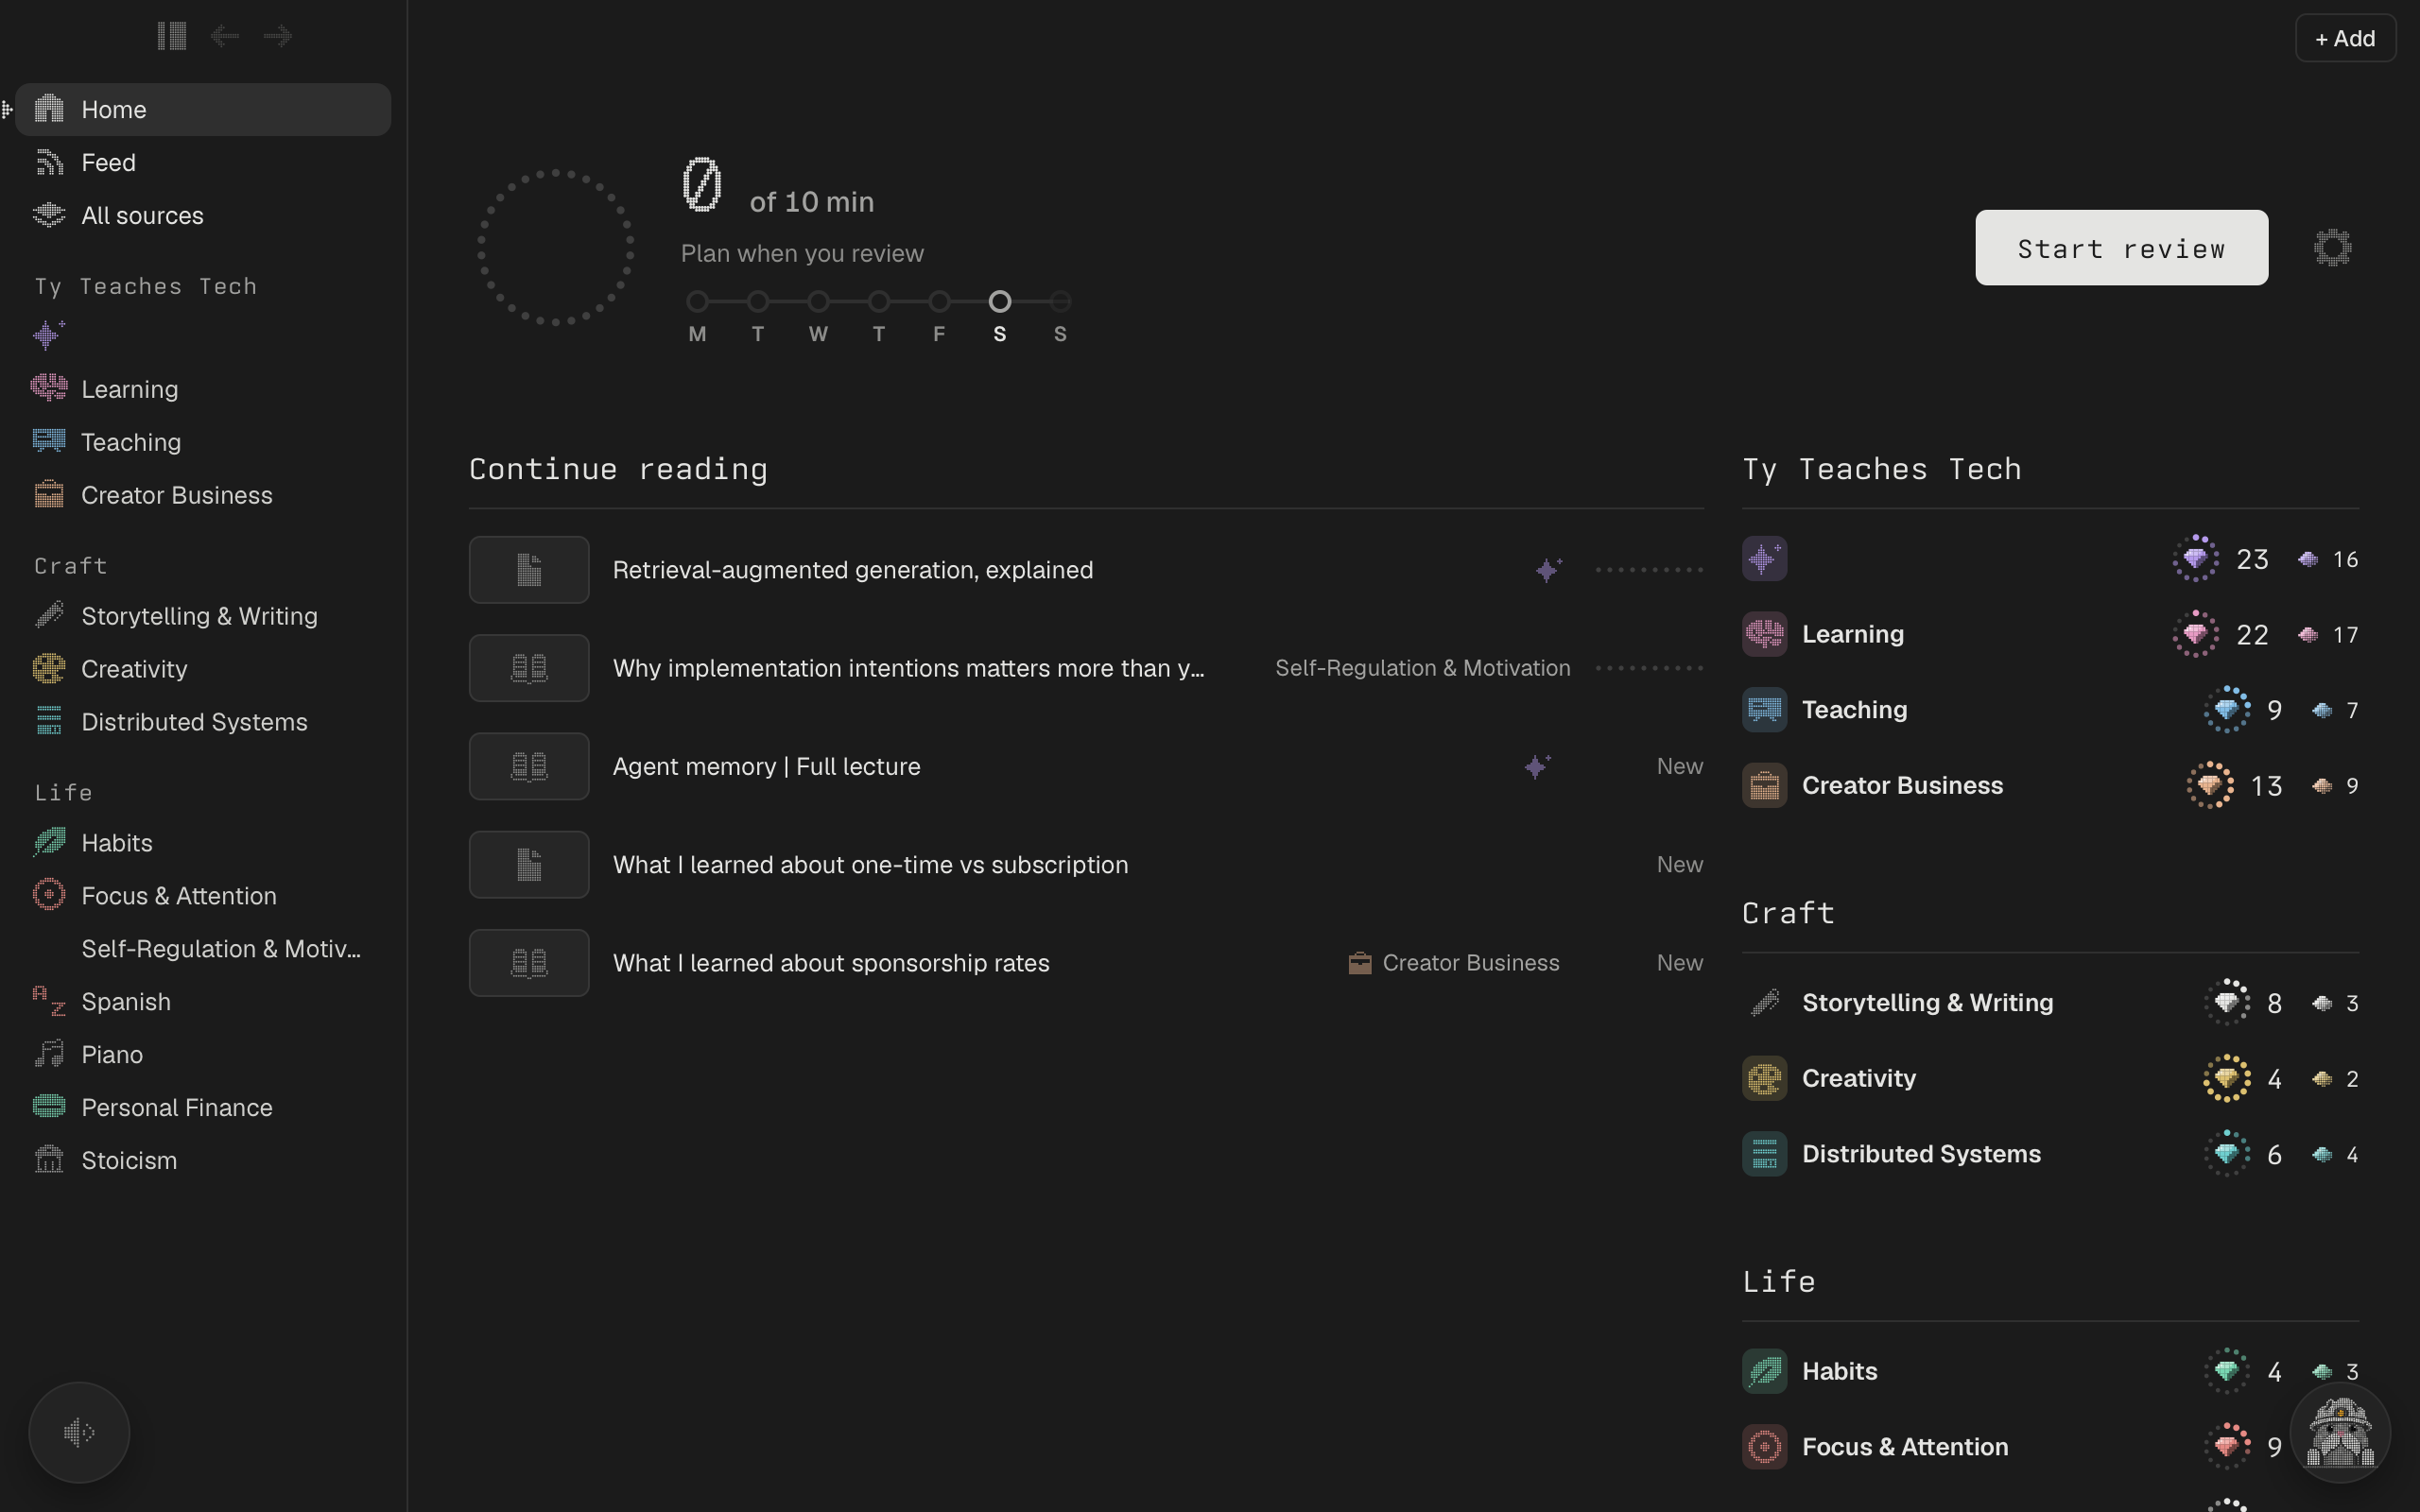 + Add
Home
Feed
All sources
Ty Teaches Tech
Learning
Teaching
Creator Business
Craft
Storytelling & Writing
Creativity
Distributed Systems
Life
Habits
Focus & Attention
Self-Regulation & Motiv...
Spanish
Piano
Personal Finance
Stoicism
0 of 10 min
Plan when you review
M T W T F S S
Start review
Continue reading
Retrieval-augmented generation, explained
Why implementation intentions matters more than y... Self-Regulation & Motivation
Agent memory | Full lecture New
What I learned about one-time vs subscription New
What I learned about sponsorship rates Creator Business New
Ty Teaches Tech
23 16
Learning 22 17
Teaching 9 7
Creator Business 13 9
Craft
Storytelling & Writing 8 3
Creativity 4 2
Distributed Systems 6 4
Life
Habits 4 3
Focus & Attention 9